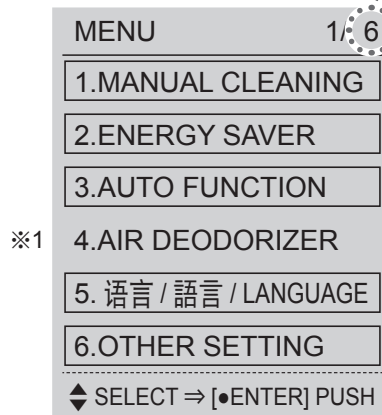 MENU 1/ 6
1.MANUAL CLEANING
2.ENERGY SAVER
3.AUTO FUNCTION
※1 4.AIR DEODORIZER
5. 语言 / 語言 / LANGUAGE
6.OTHER SETTING
◆ SELECT ⇒ [●ENTER] PUSH